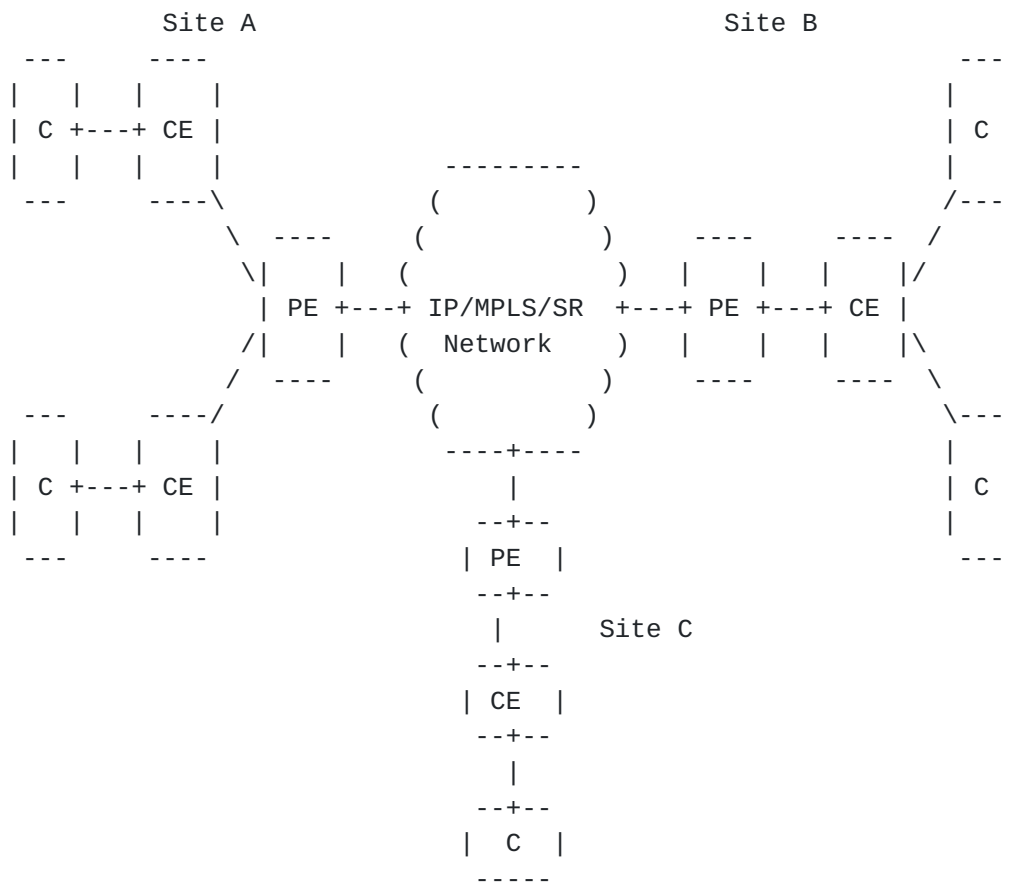 Site A Site B
C +---+ CE C
IP/MPLS/SR
PE +---+ +---+ PE +---+ CE
Network
C +---+ CE C
PE
Site C
CE
C